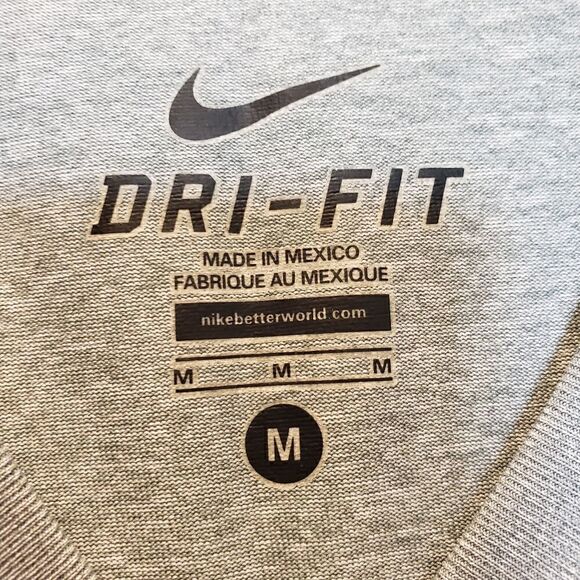 DRI-FIT
MADE IN MEXICO
FABRIQUE AU MEXIQUE
nikebetterworld.com
M M M
M